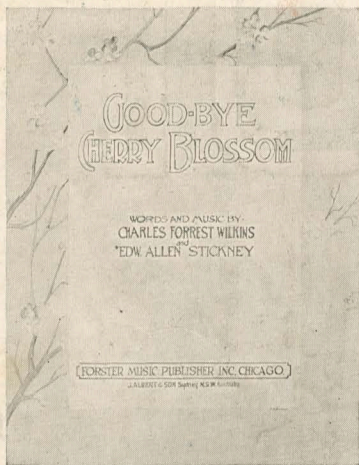 GOOD-BYE
CHERRY BLOSSOM
WORDS AND MUSIC BY-
CHARLES FORREST WILKINS
and
EDW. ALLEN STICKNEY
FORSTER MUSIC PUBLISHER INC. CHICAGO.
J. ALBERT & SON Sydney, N.S.W. Australia